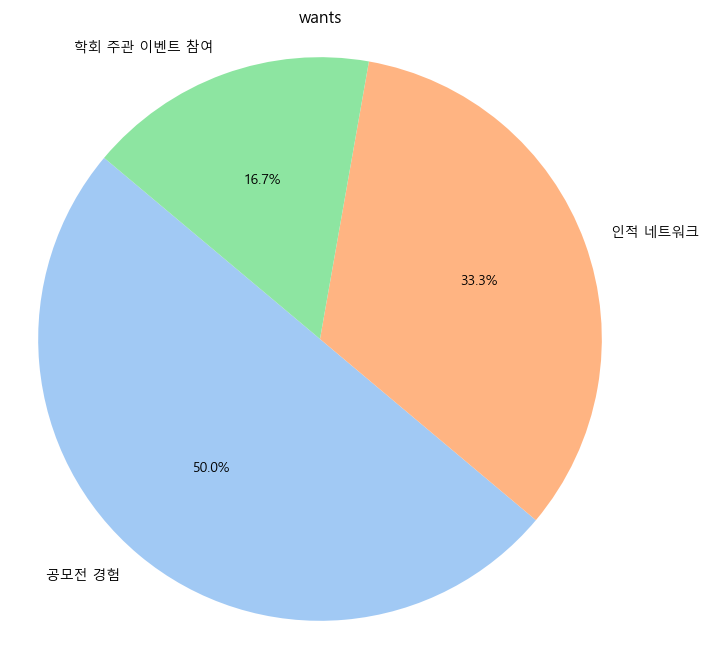 wants
학회 주관 이벤트 참여
16.7%
인적 네트워크
33.3%
50.0%
공모전 경험